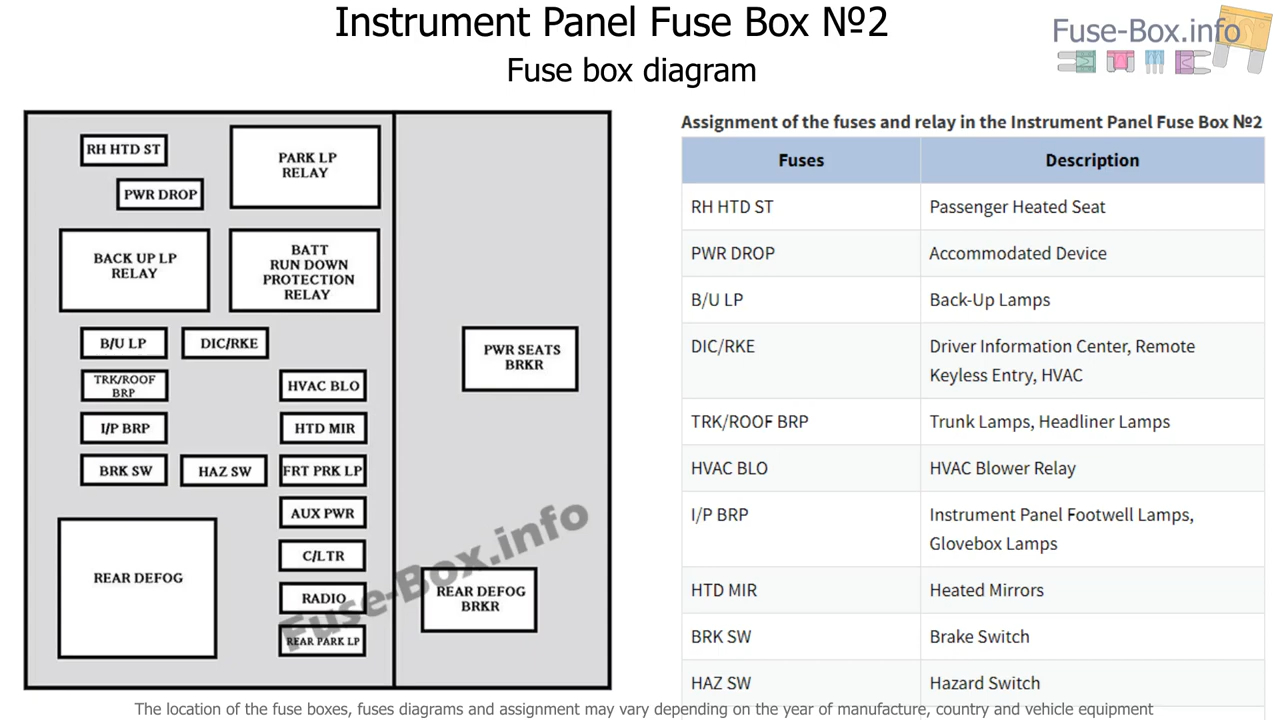 Instrument Panel Fuse Box №2
Fuse box diagram
Fuse-Box.info
RH HTD ST
PARK LP
RELAY
PWR DROP
BACK UP LP
RELAY
BATT
RUN DOWN
PROTECTION
RELAY
B/U LP
DIC/RKE
PWR SEATS
BRKR
TRK/ROOF
BRP
HVAC BLO
I/P BRP
HTD MIR
BRK SW
HAZ SW
FRT PRK LP
AUX PWR
C/LTR
REAR DEFOG
RADIO
REAR DEFOG
BRKR
REAR PARK LP
Fuse-Box.info
Assignment of the fuses and relay in the Instrument Panel Fuse Box №2
Fuses Description
RH HTD ST Passenger Heated Seat
PWR DROP Accommodated Device
B/U LP Back-Up Lamps
DIC/RKE Driver Information Center, Remote
Keyless Entry, HVAC
TRK/ROOF BRP Trunk Lamps, Headliner Lamps
HVAC BLO HVAC Blower Relay
I/P BRP Instrument Panel Footwell Lamps,
Glovebox Lamps
HTD MIR Heated Mirrors
BRK SW Brake Switch
HAZ SW Hazard Switch
The location of the fuse boxes, fuses diagrams and assignment may vary depending on the year of manufacture, country and vehicle equipment